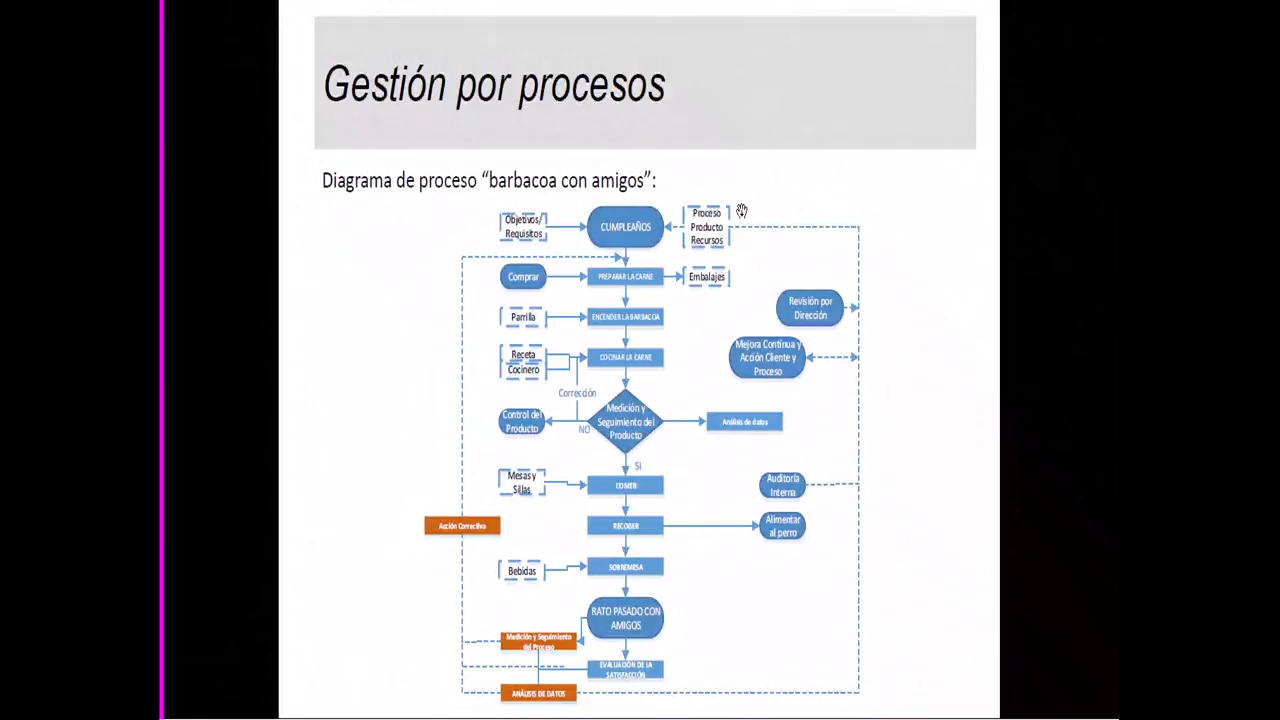 Gestión por procesos
Diagrama de proceso “barbacoa con amigos”:
Objetivos/
Requisitos
CUMPLEAÑOS
Proceso
Producto
Recursos
Comprar
PREPARAR LA CARNE
Embalajes
Revisión por
Dirección
Parrilla
ENCENDER LA BARBACOA
Receta
Cocinero
COCINAR LA CARNE
Mejora Continua y
Acción Cliente y
Proceso
Corrección
Control del
Producto
NO
Medición y
Seguimiento del
Producto
Análisis de datos
SI
Mesas y
Sillas
COMER
Auditoría
Interna
Acción Correctiva
RECOGER
Alimentar
al perro
Bebidas
SOBREMESA
RATO PASADO CON
AMIGOS
Medición y Seguimiento
del Proceso
EVALUACIÓN DE LA
SATISFACCIÓN
ANÁLISIS DE DATOS